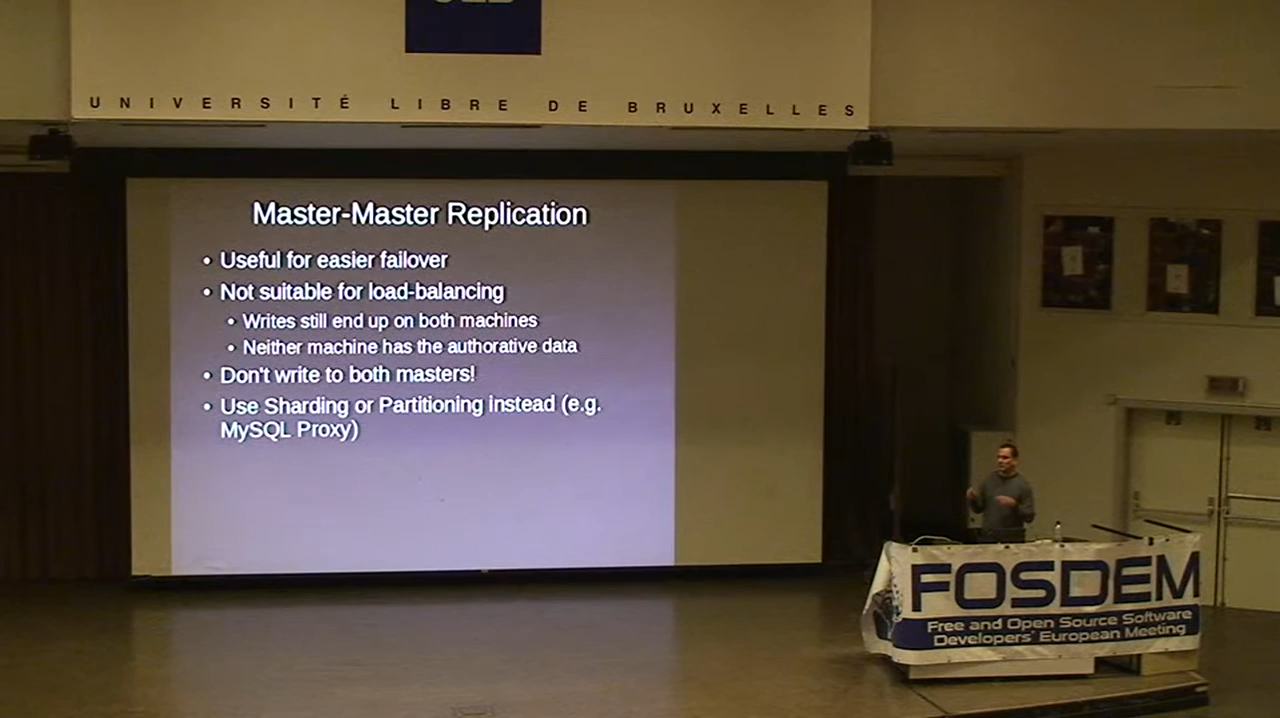 UNIVERSITÉ LIBRE DE BRUXELLES
Master-Master Replication
• Useful for easier failover
• Not suitable for load-balancing
• Writes still end up on both machines
• Neither machine has the authorative data
• Don't write to both masters!
• Use Sharding or Partitioning instead (e.g.
MySQL Proxy)
FOSDEM
Free and Open Source Software
Developers' European Meeting